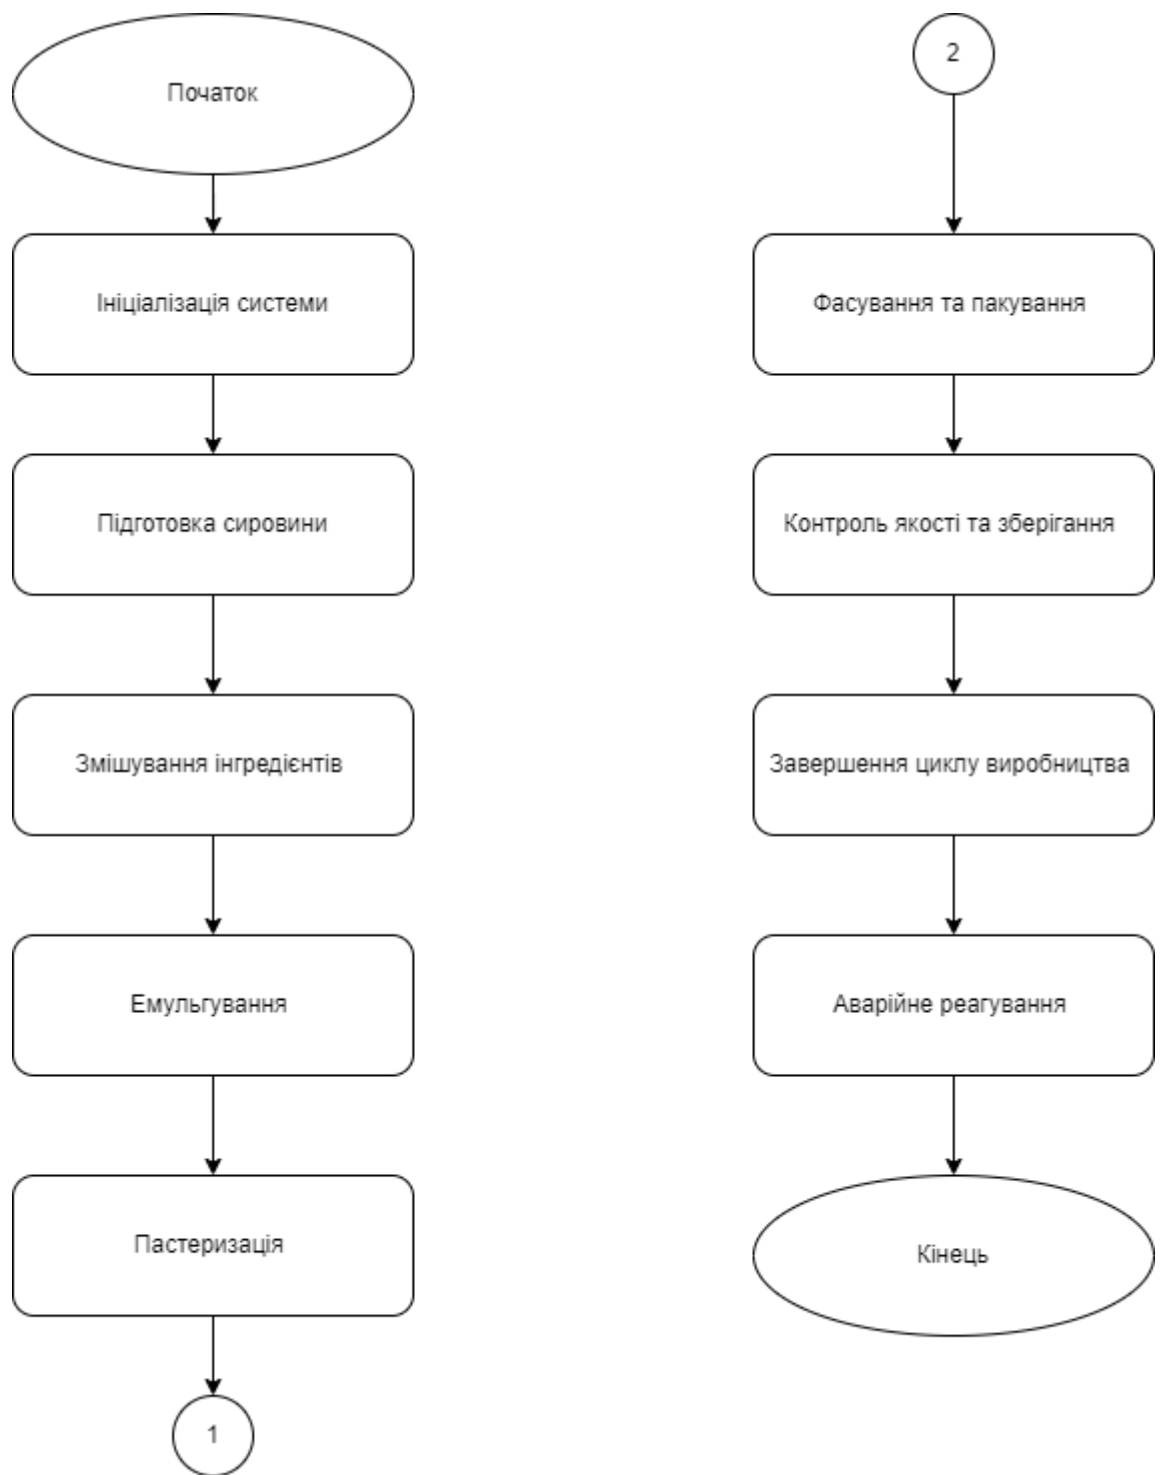 Початок
Ініціалізація системи
Підготовка сировини
Змішування інгредієнтів
Емульгування
Пастеризація
1
2
Фасування та пакування
Контроль якості та зберігання
Завершення циклу виробництва
Аварійне реагування
Кінець